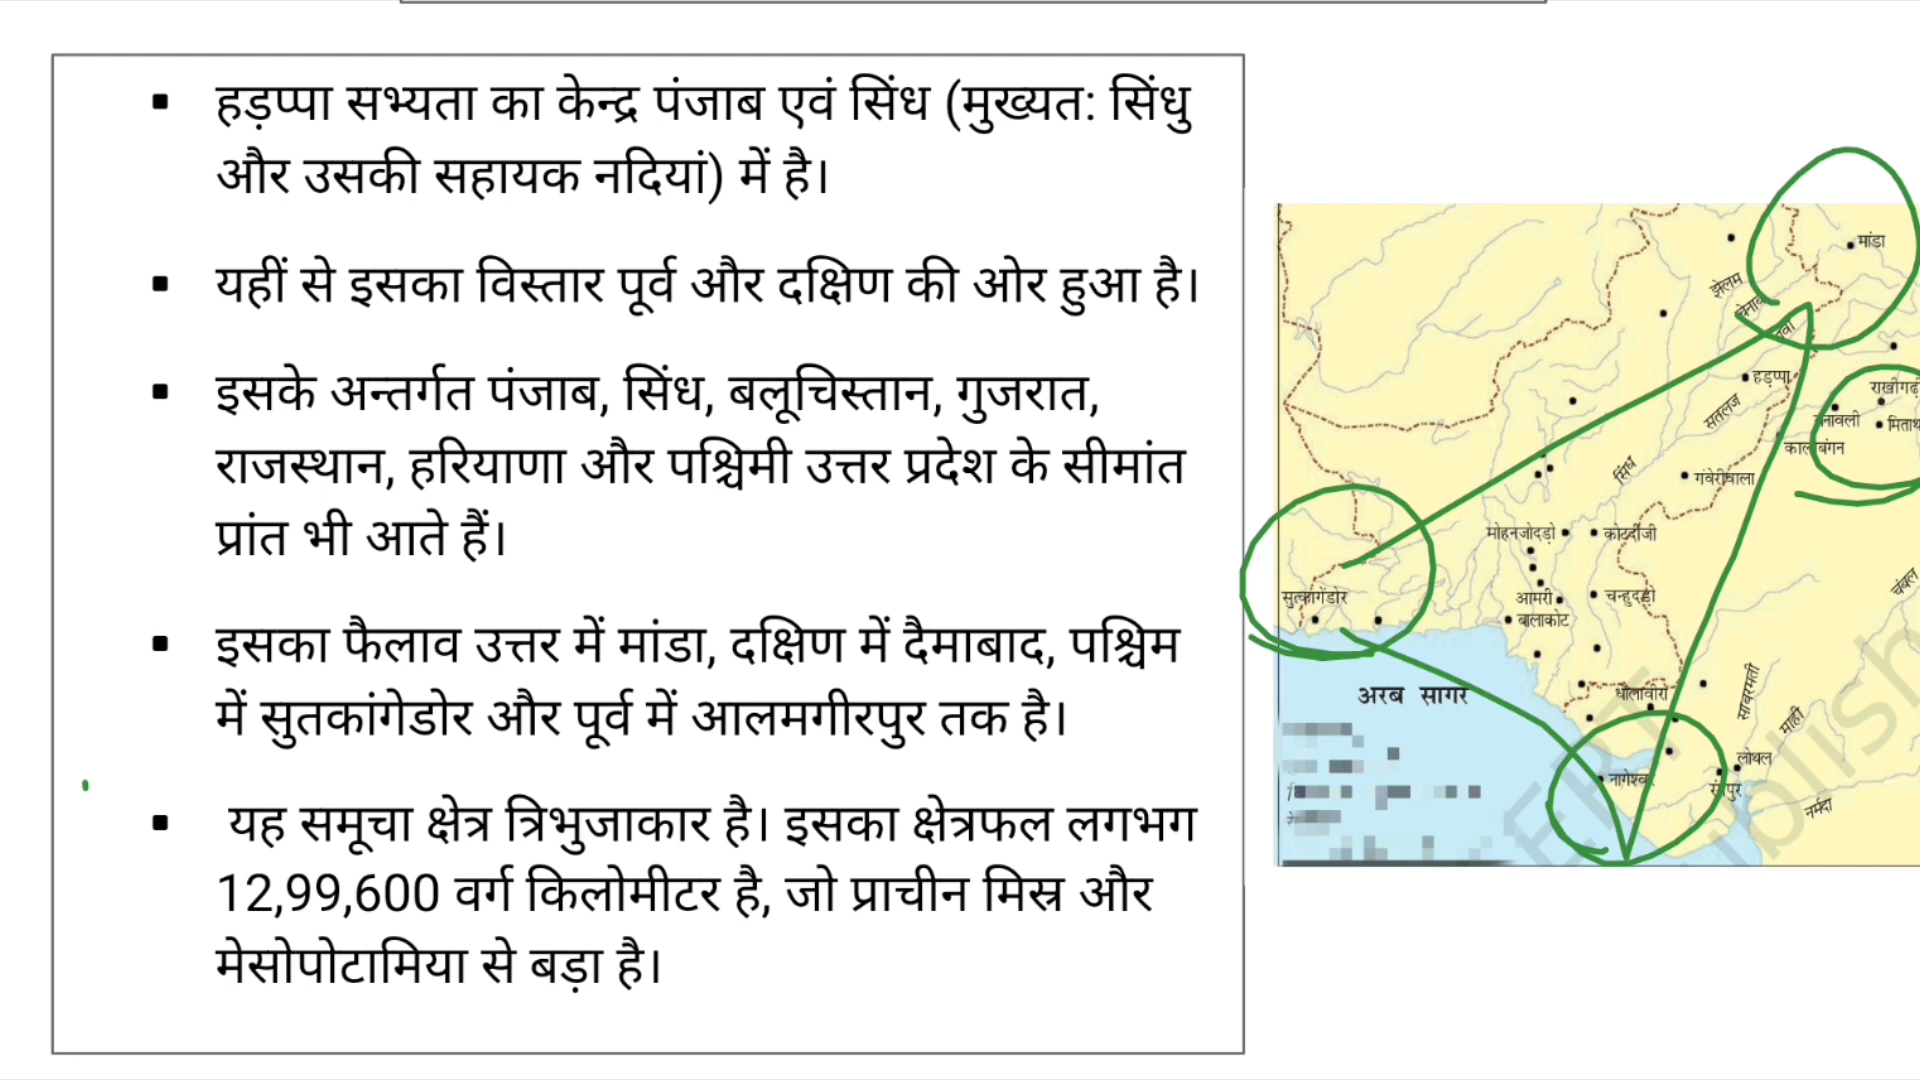 ▪ हड़प्पा सभ्यता का केन्द्र पंजाब एवं सिंध (मुख्यत: सिंधु
और उसकी सहायक नदियां) में है।
▪ यहीं से इसका विस्तार पूर्व और दक्षिण की ओर हुआ है।
▪ इसके अन्तर्गत पंजाब, सिंध, बलूचिस्तान, गुजरात,
राजस्थान, हरियाणा और पश्चिमी उत्तर प्रदेश के सीमांत
प्रांत भी आते हैं।
▪ इसका फैलाव उत्तर में मांडा, दक्षिण में दैमाबाद, पश्चिम
में सुतकांगेडोर और पूर्व में आलमगीरपुर तक है।
▪ यह समूचा क्षेत्र त्रिभुजाकार है। इसका क्षेत्रफल लगभग
12,99,600 वर्ग किलोमीटर है, जो प्राचीन मिस्र और
मेसोपोटामिया से बड़ा है।
मांडा
झेलम
चेनाब
हड़प्पा
सतलज
कालीबंगन
सिंध
गंवेरीवाला
मोहनजोदड़ो
कोटदीजी
सुत्कागेंडोर
आमरी
चन्हुदड़ो
बालाकोट
चंबल
अरब सागर
धौलावीरा
साबरमती
माही
लोथल
नागेश्वर
रंगपुर
नर्मदा